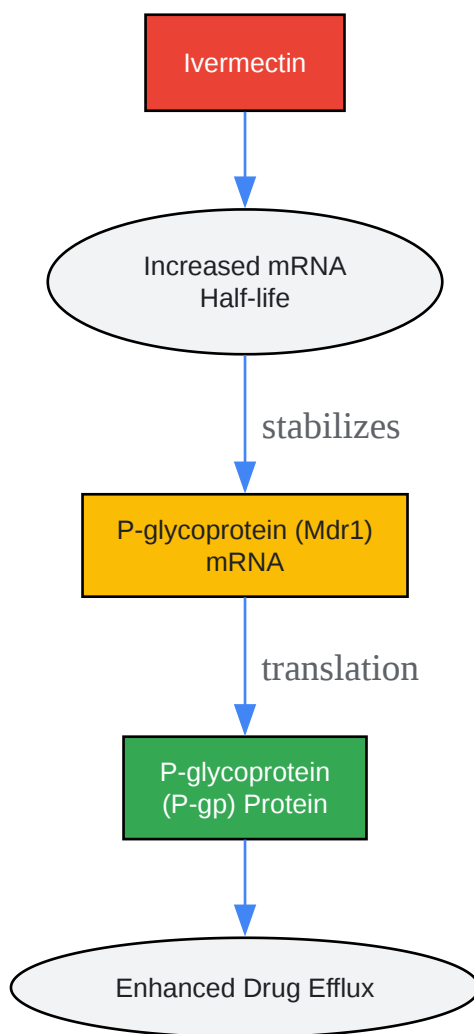 Ivermectin
Increased mRNA
Half-life
stabilizes
P-glycoprotein (Mdr1)
mRNA
translation
P-glycoprotein
(P-gp) Protein
Enhanced Drug Efflux